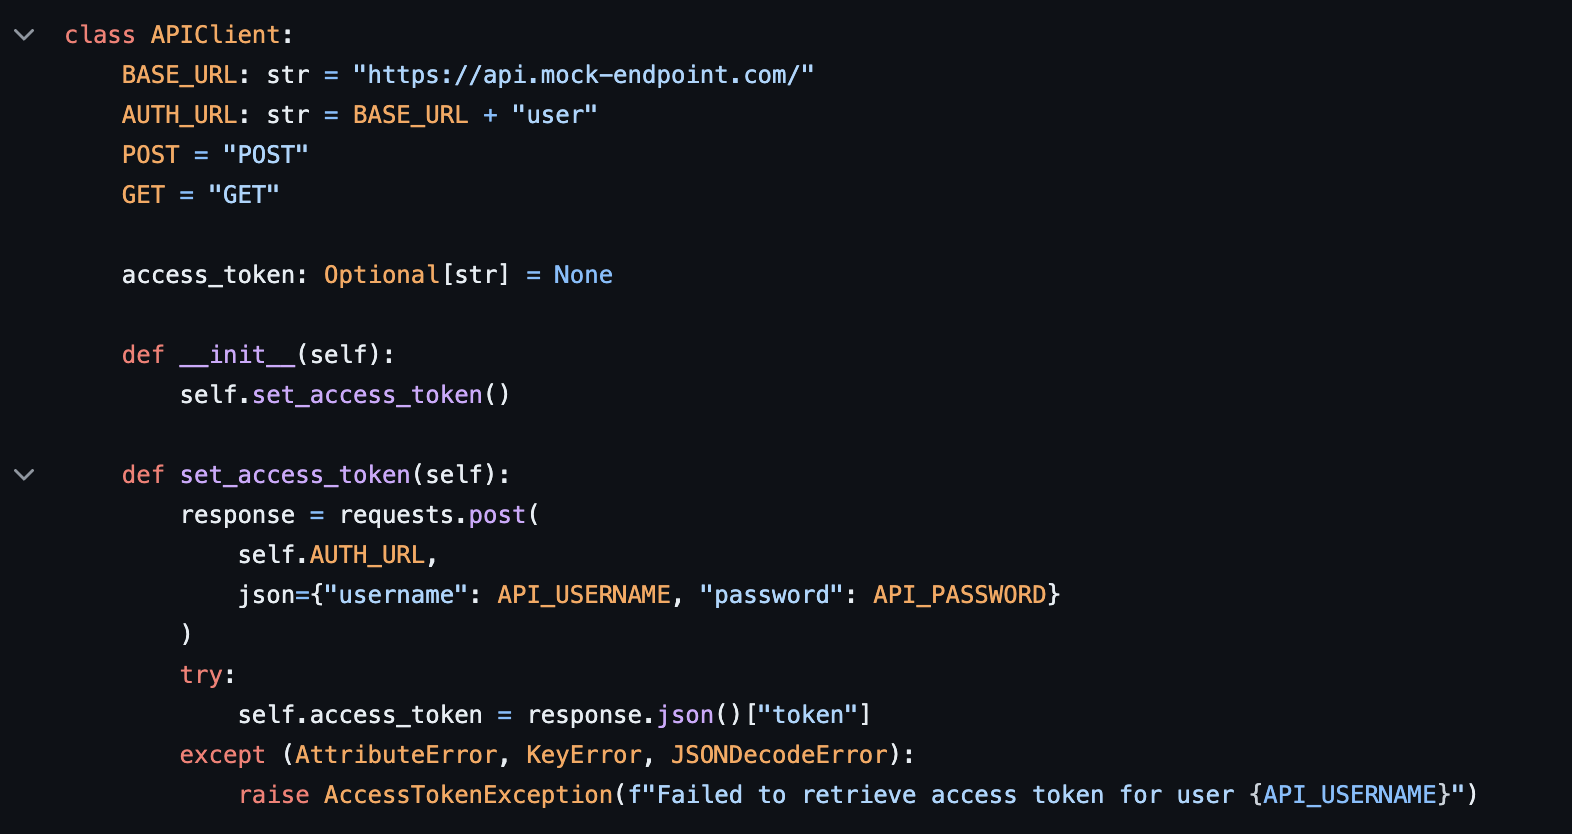 class APIClient:
    BASE_URL: str = "https://api.mock-endpoint.com/"
    AUTH_URL: str = BASE_URL + "user"
    POST = "POST"
    GET = "GET"

    access_token: Optional[str] = None

    def __init__(self):
        self.set_access_token()

    def set_access_token(self):
        response = requests.post(
            self.AUTH_URL,
            json={"username": API_USERNAME, "password": API_PASSWORD}
        )
        try:
            self.access_token = response.json()["token"]
        except (AttributeError, KeyError, JSONDecodeError):
            raise AccessTokenException(f"Failed to retrieve access token for user {API_USERNAME}")